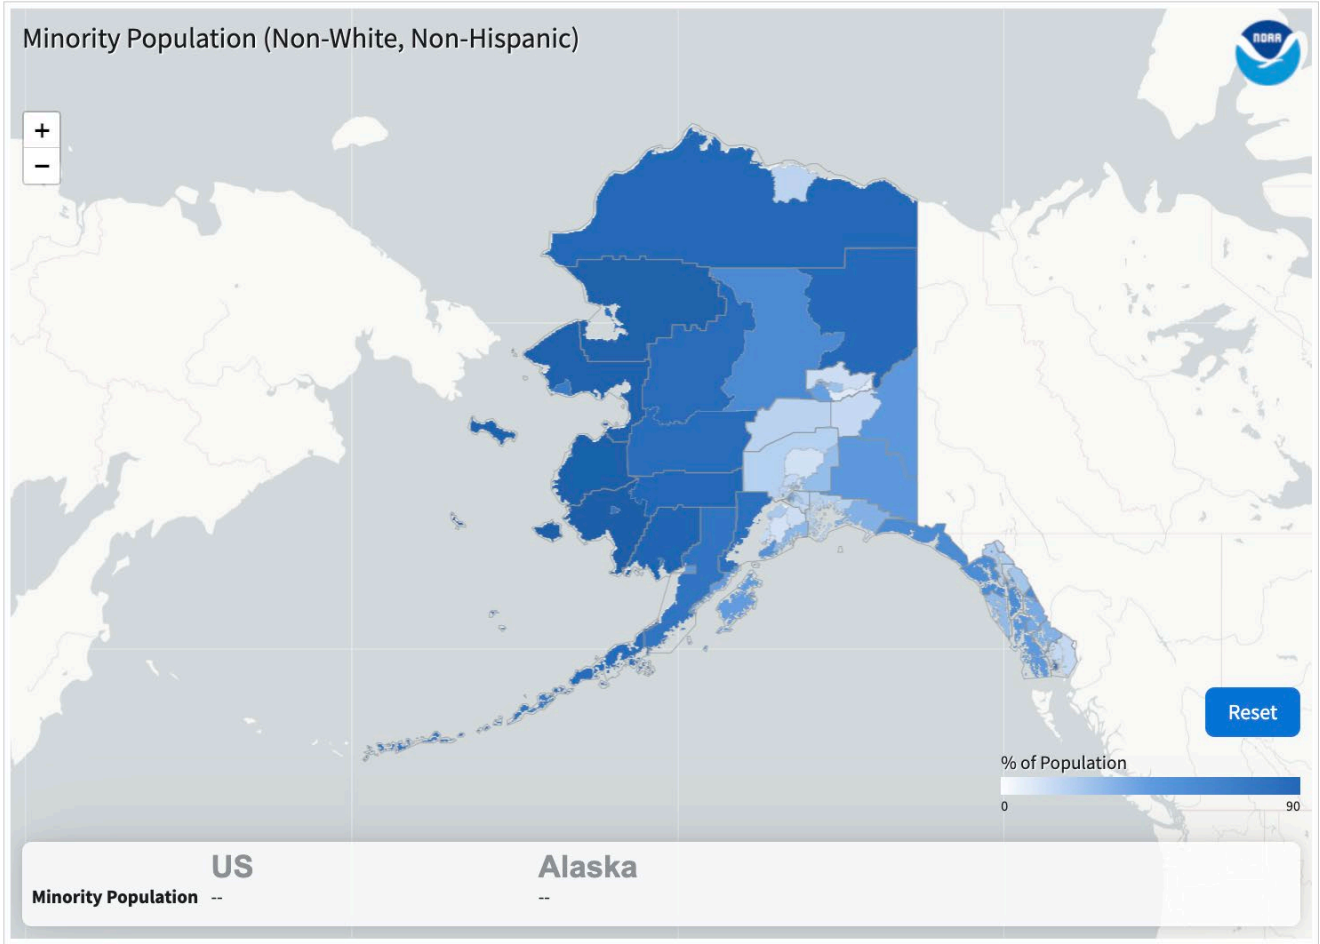 Minority Population (Non-White, Non-Hispanic)
NOAA
+
−
Reset
% of Population
0 90
US Alaska
Minority Population -- --